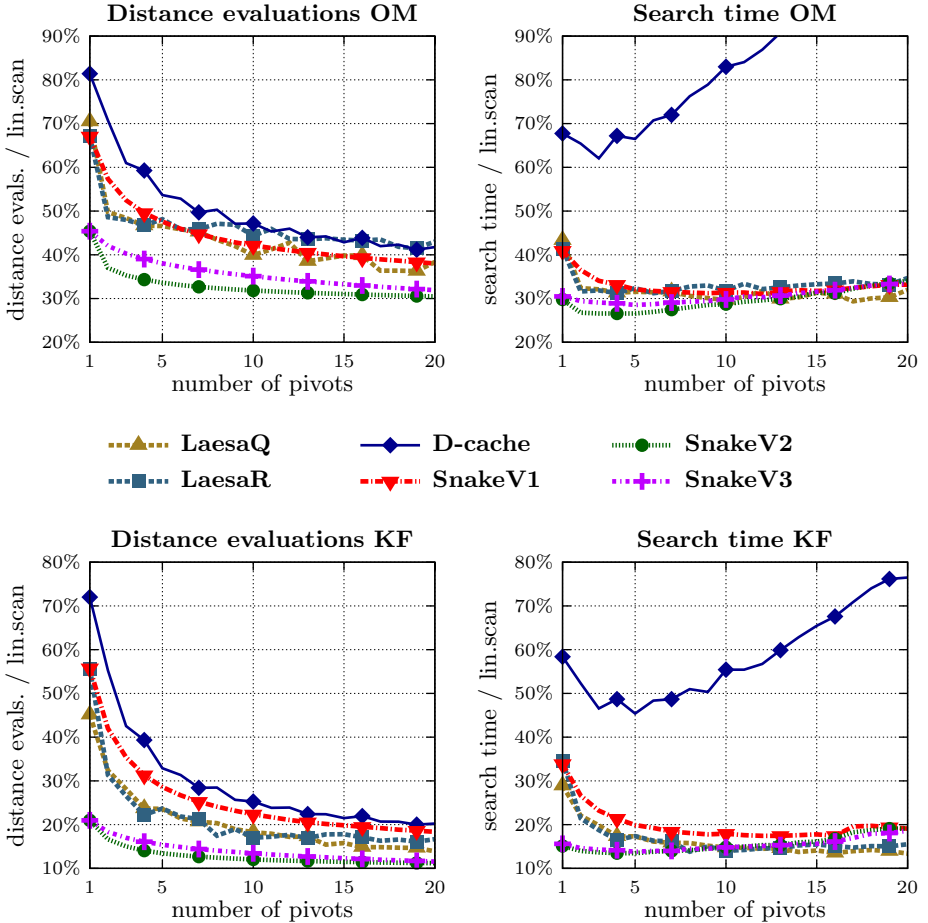 Distance evaluations OM
distance evals. / lin.scan
90%
80%
70%
60%
50%
40%
30%
20%
1 5 10 15 20
number of pivots
Search time OM
search time / lin.scan
90%
80%
70%
60%
50%
40%
30%
20%
1 5 10 15 20
number of pivots
LaesaQ D-cache SnakeV2
LaesaR SnakeV1 SnakeV3
Distance evaluations KF
distance evals. / lin.scan
80%
70%
60%
50%
40%
30%
20%
10%
1 5 10 15 20
number of pivots
Search time KF
search time / lin.scan
80%
70%
60%
50%
40%
30%
20%
10%
1 5 10 15 20
number of pivots